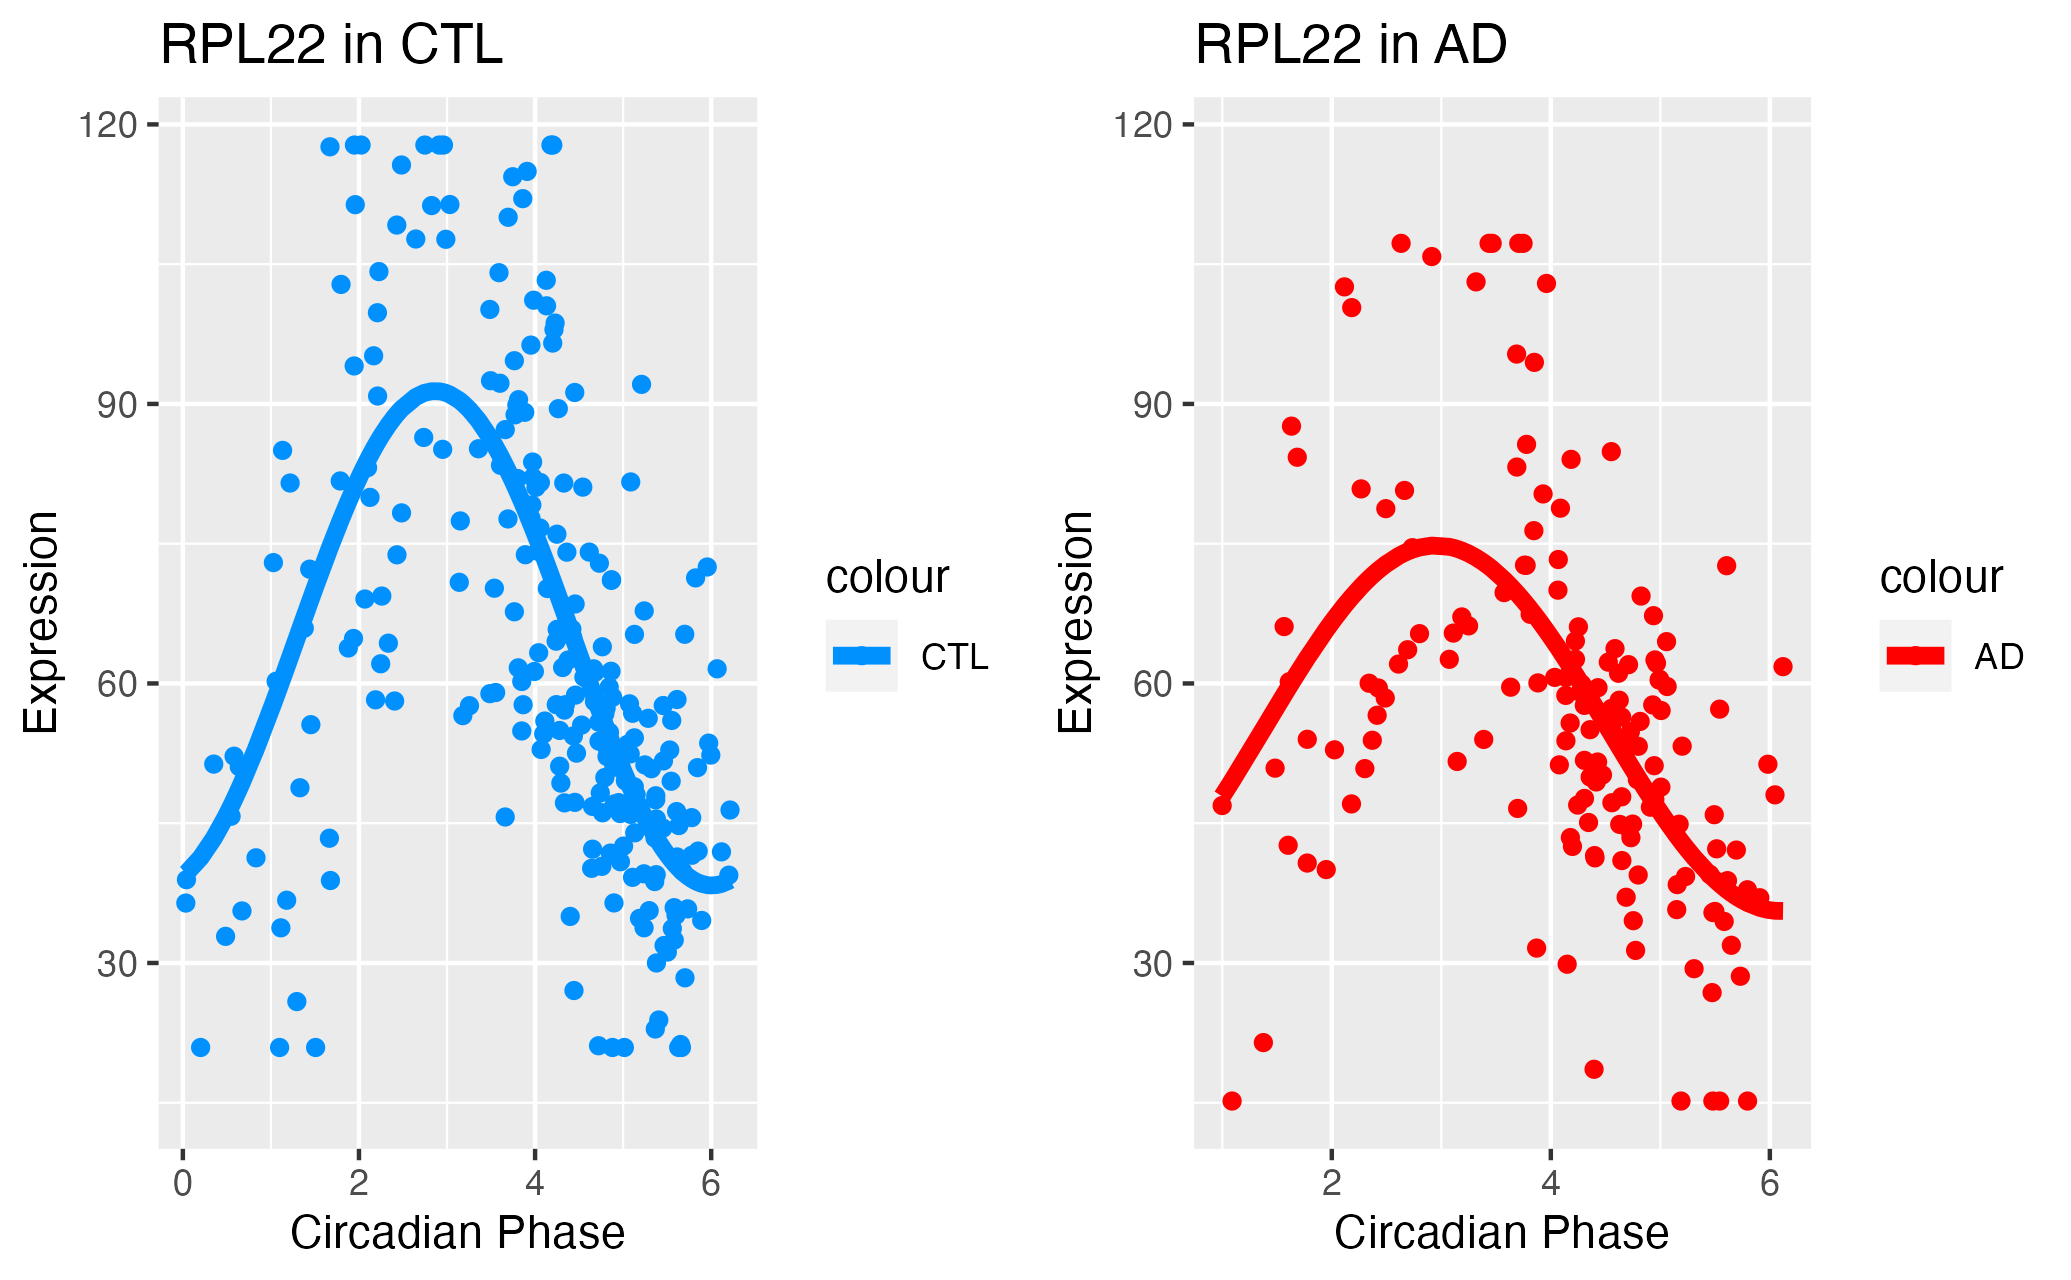 RPL22 in CTL
120
90
60
30
Expression
0 2 4 6
Circadian Phase
colour
CTL
RPL22 in AD
120
90
60
30
Expression
2 4 6
Circadian Phase
colour
AD